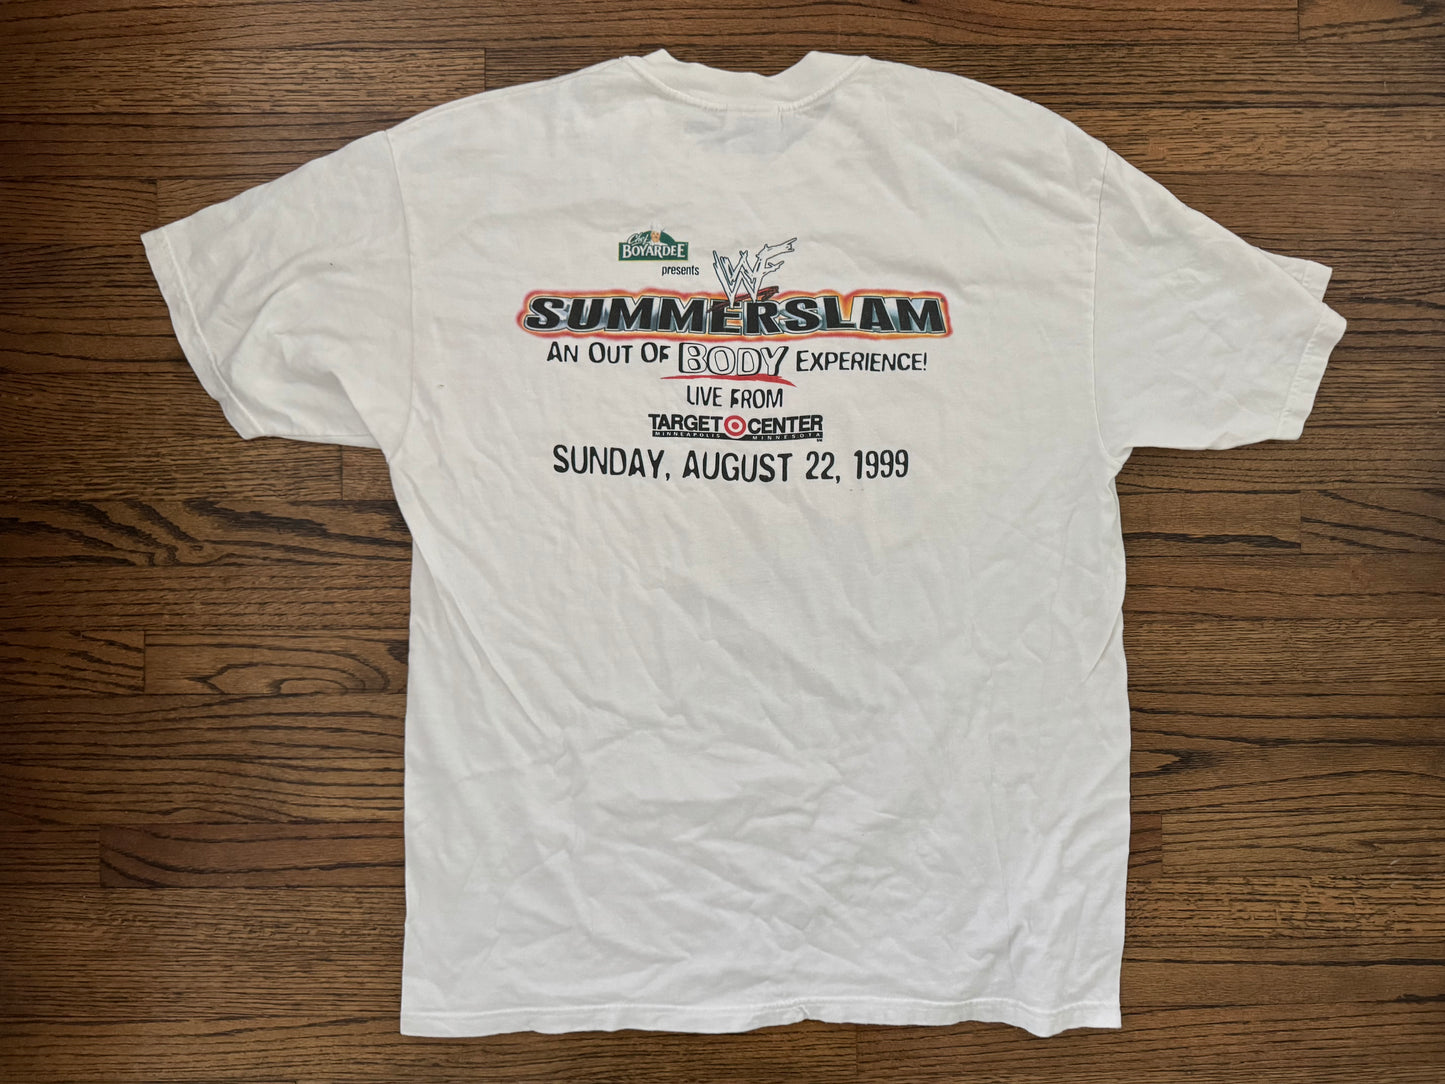 Chef
BOYARDEE
presents
WF
SUMMERSLAM
AN OUT OF BODY EXPERIENCE!
LIVE FROM
TARGET CENTER
MINNEAPOLIS MINNESOTA
SUNDAY, AUGUST 22, 1999